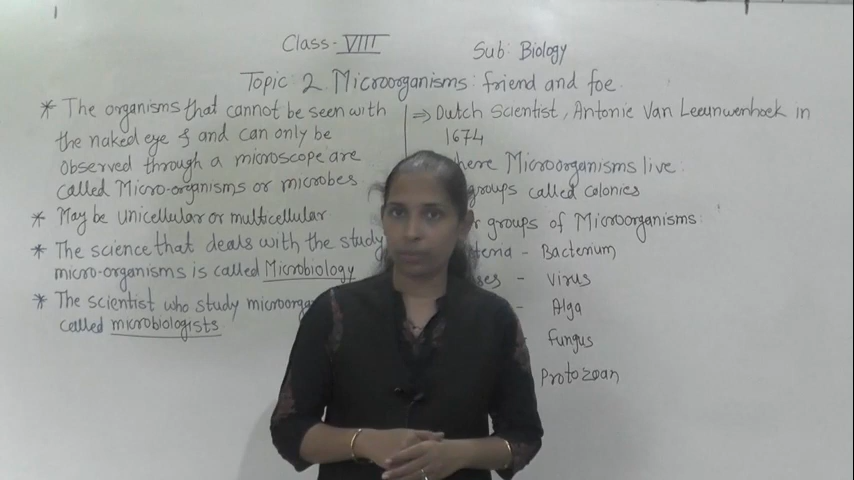 Class- VIII
Sub: Biology
Topic: 2 Microorganisms: friend and foe.
* The organisms that cannot be seen with
the naked eye & and can only be
observed through a microscope are
called Micro-organisms or microbes
* May be unicellular or multicellular
* The science that deals with the study
micro-organisms is called Microbiology
* The scientist who study
called microbiologists
⇒ Dutch Scientist, Antonie Van Leeunwenhoek in
1674
Microorganisms live:
groups called colonies
groups of Microorganisms:
- Bacterium
- Virus
- Alga
- Fungus
Protozoan